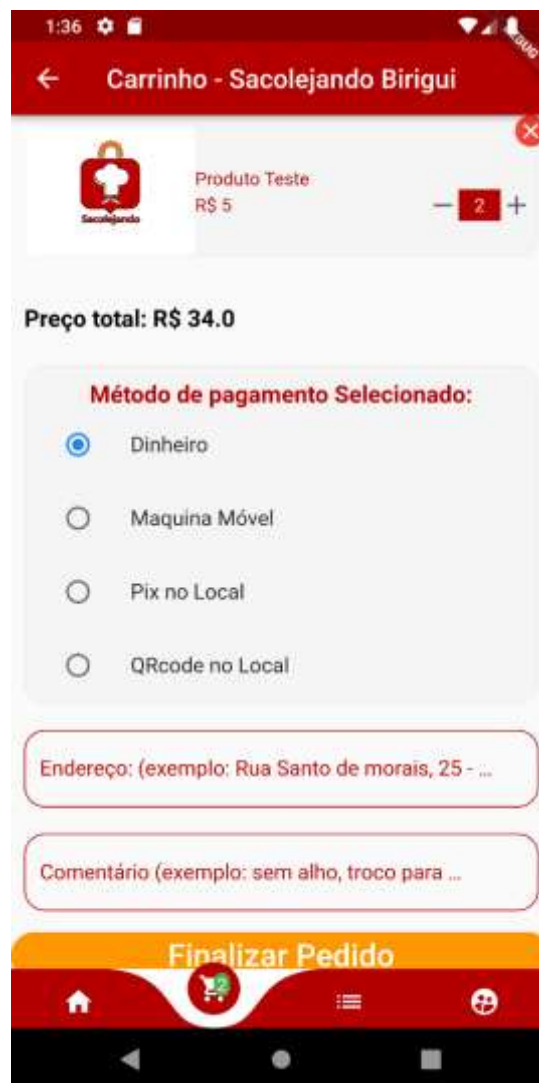 1:36
Carrinho - Sacolejando Birigui
Sacolejando
Produto Teste
R$ 5
2
Preço total: R$ 34.0
Método de pagamento Selecionado:
Dinheiro
Maquina Móvel
Pix no Local
QRcode no Local
Endereço: (exemplo: Rua Santo de morais, 25 - ...
Comentário (exemplo: sem alho, troco para ...
Finalizar Pedido
2